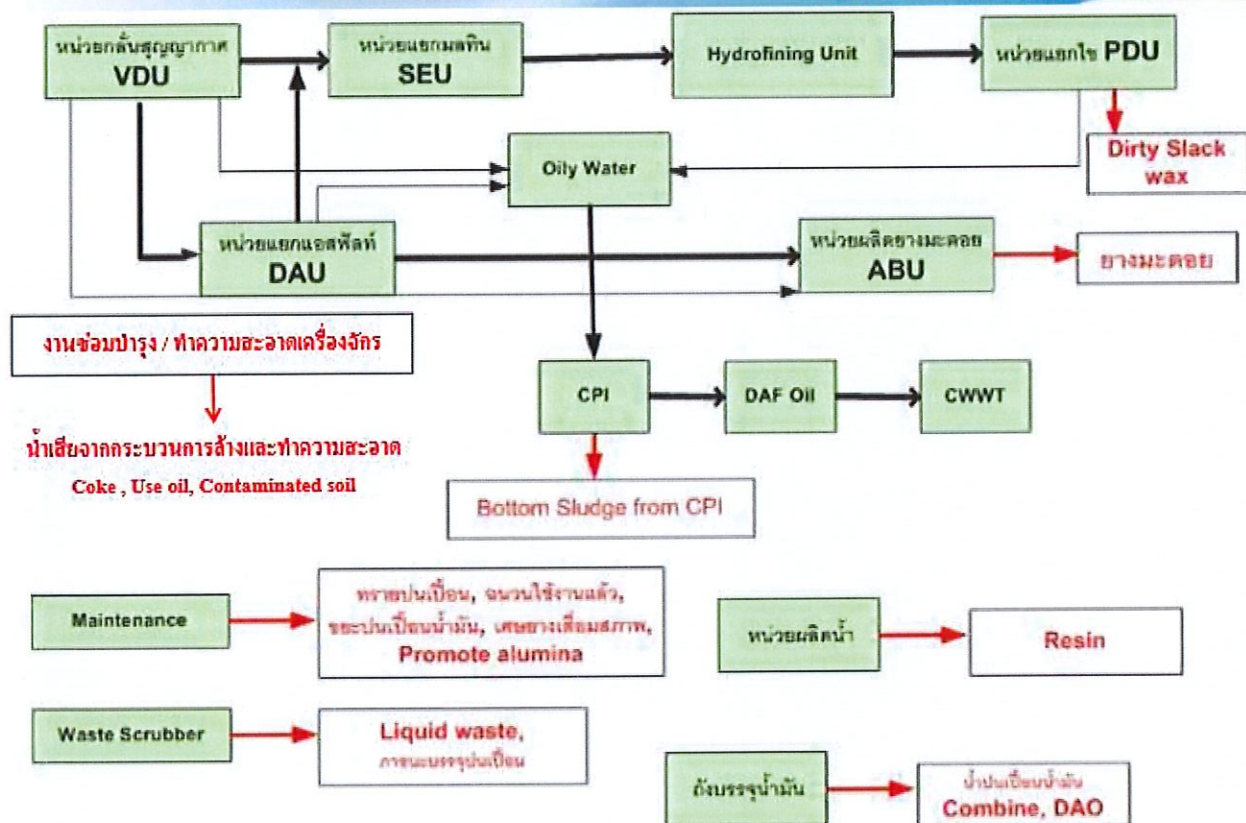 หน่วยกลั่นสุญญากาศ
VDU
หน่วยแยกมลทิน
SEU
Hydrofining Unit
หน่วยแยกไข PDU
Dirty Slack
wax
Oily Water
หน่วยแยกแอสฟัลท์
DAU
หน่วยผลิตยางมะตอย
ABU
ยางมะตอย
งานซ่อมบำรุง / ทำความสะอาดเครื่องจักร
น้ำเสียจากกระบวนการล้างและทำความสะอาด
Coke , Use oil, Contaminated soil
CPI
DAF Oil
CWWT
Bottom Sludge from CPI
Maintenance
ทรายปนเปื้อน, ฉนวนใช้งานแล้ว,
ขยะปนเปื้อนน้ำมัน, เศษยางเสื่อมสภาพ,
Promote alumina
หน่วยผลิตน้ำ
Resin
Waste Scrubber
Liquid waste,
ภาชนะบรรจุปนเปื้อน
ถังบรรจุน้ำมัน
น้ำปนเปื้อนน้ำมัน
Combine, DAO